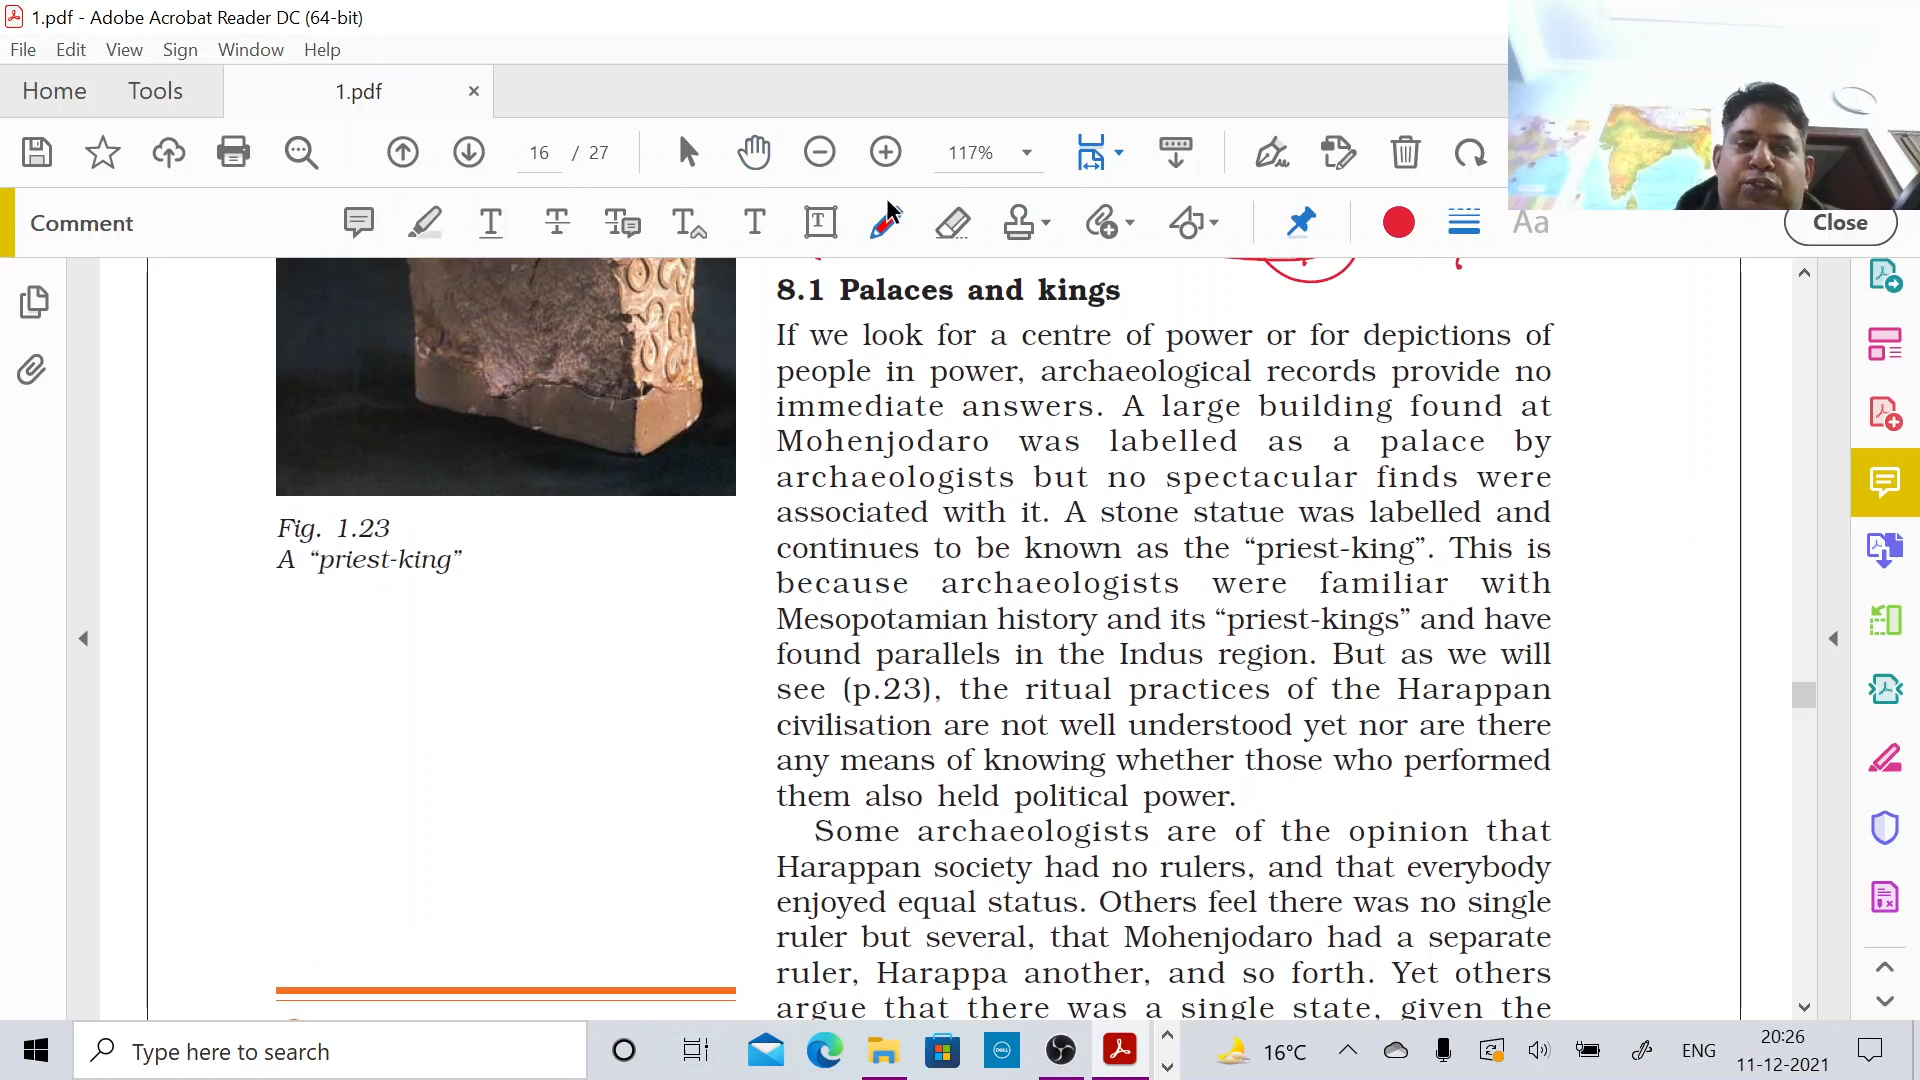 1.pdf - Adobe Acrobat Reader DC (64-bit)
File Edit View Sign Window Help
Home Tools 1.pdf ×
16 / 27 117%
Comment Aa Close
8.1 Palaces and kings
If we look for a centre of power or for depictions of
people in power, archaeological records provide no
immediate answers. A large building found at
Mohenjodaro was labelled as a palace by
archaeologists but no spectacular finds were
associated with it. A stone statue was labelled and
continues to be known as the “priest-king”. This is
because archaeologists were familiar with
Mesopotamian history and its “priest-kings” and have
found parallels in the Indus region. But as we will
see (p.23), the ritual practices of the Harappan
civilisation are not well understood yet nor are there
any means of knowing whether those who performed
them also held political power.
Some archaeologists are of the opinion that
Harappan society had no rulers, and that everybody
enjoyed equal status. Others feel there was no single
ruler but several, that Mohenjodaro had a separate
ruler, Harappa another, and so forth. Yet others
argue that there was a single state, given the
Fig. 1.23
A “priest-king”
Type here to search
DELL
16°C
ENG
20:26
11-12-2021